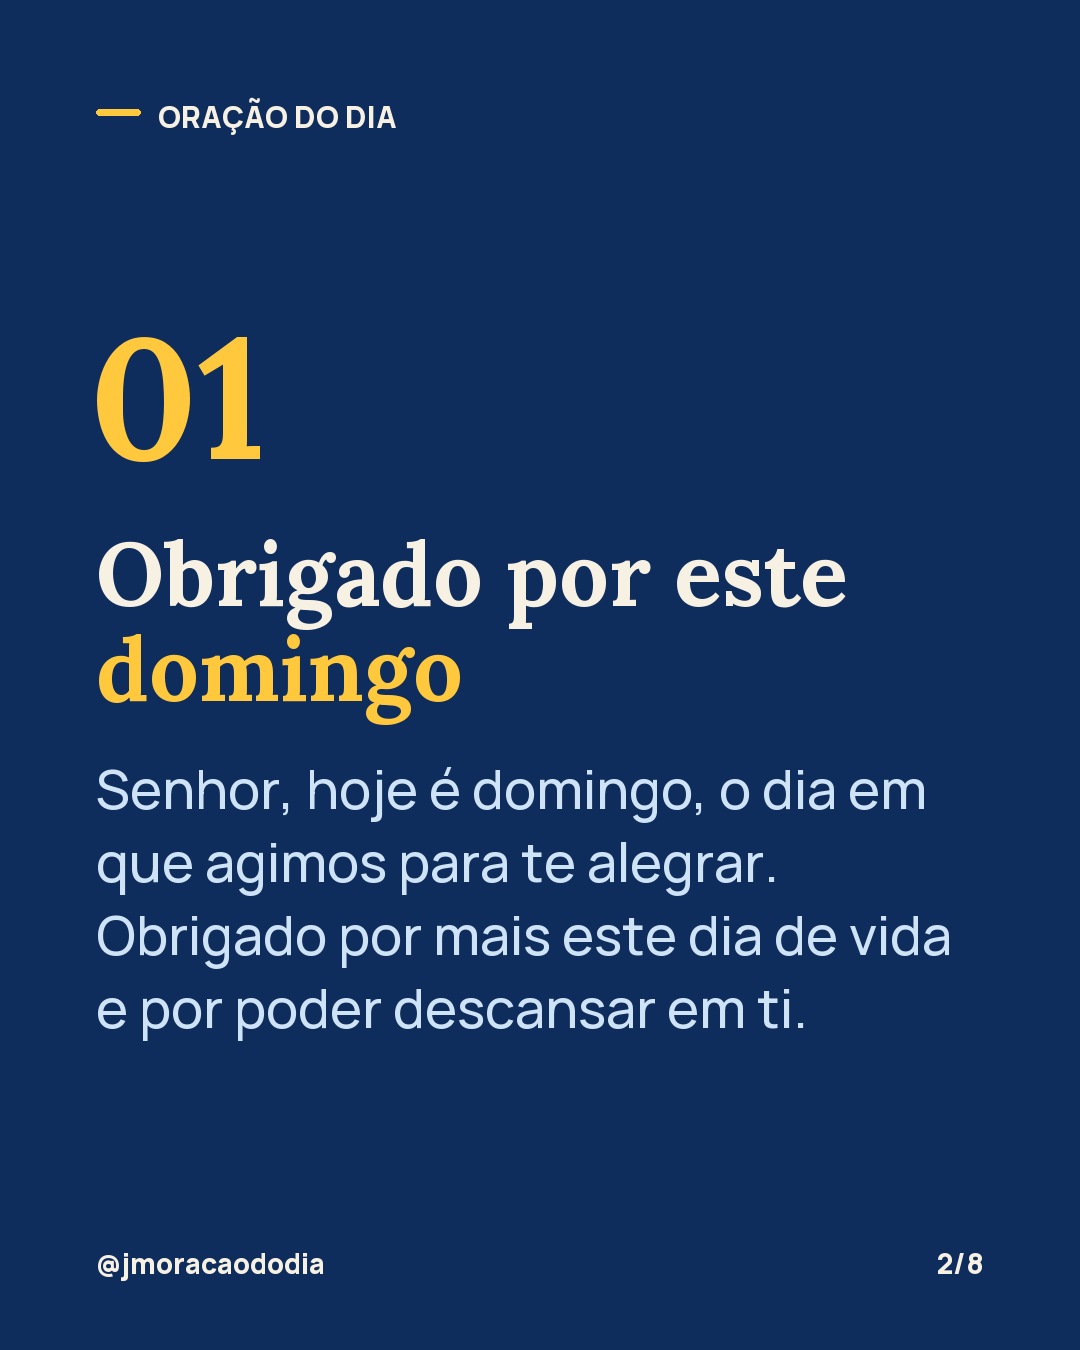 ORAÇÃO DO DIA
01
Obrigado por este
domingo
Senhor, hoje é domingo, o dia em
que agimos para te alegrar.
Obrigado por mais este dia de vida
e por poder descansar em ti.
@jmoracaododia
2/8